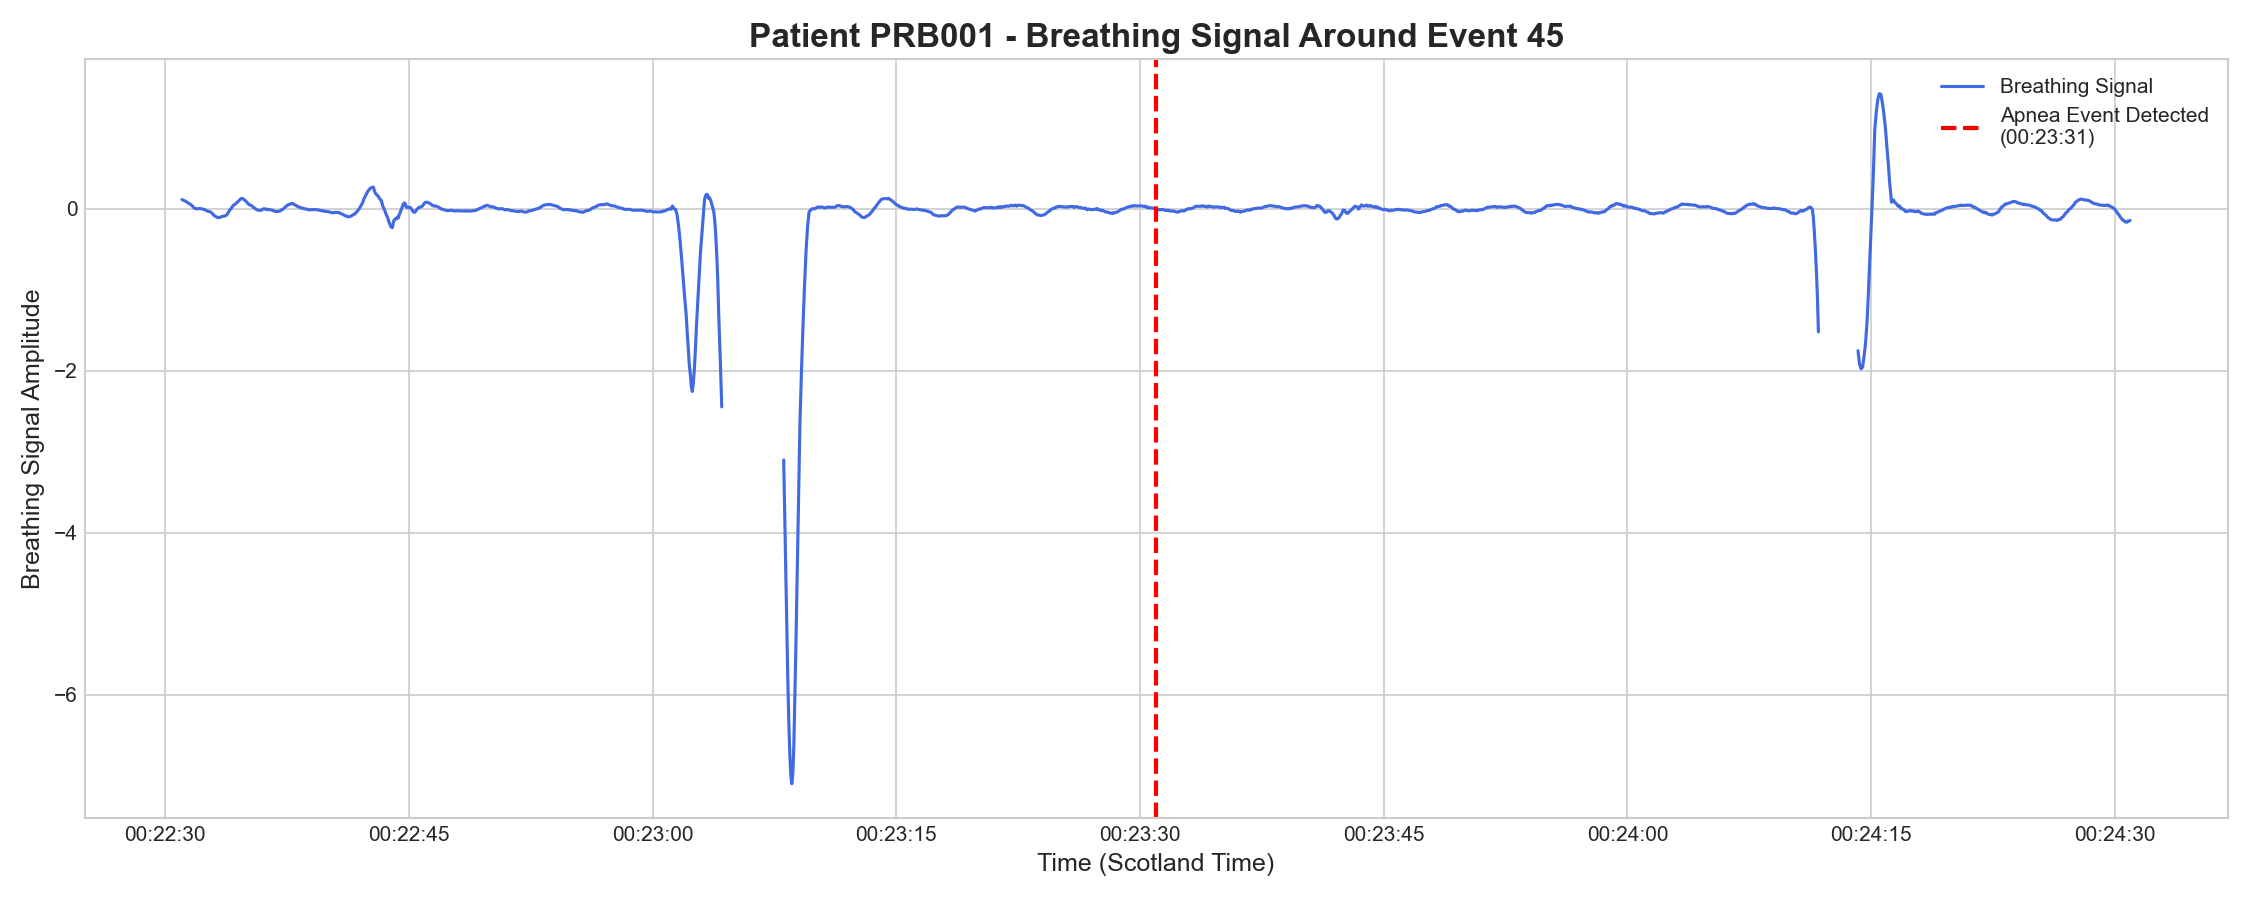 Patient PRB001 - Breathing Signal Around Event 45
Breathing Signal
Apnea Event Detected
(00:23:31)
Breathing Signal Amplitude
0
−2
−4
−6
00:22:30 00:22:45 00:23:00 00:23:15 00:23:30 00:23:45 00:24:00 00:24:15 00:24:30
Time (Scotland Time)